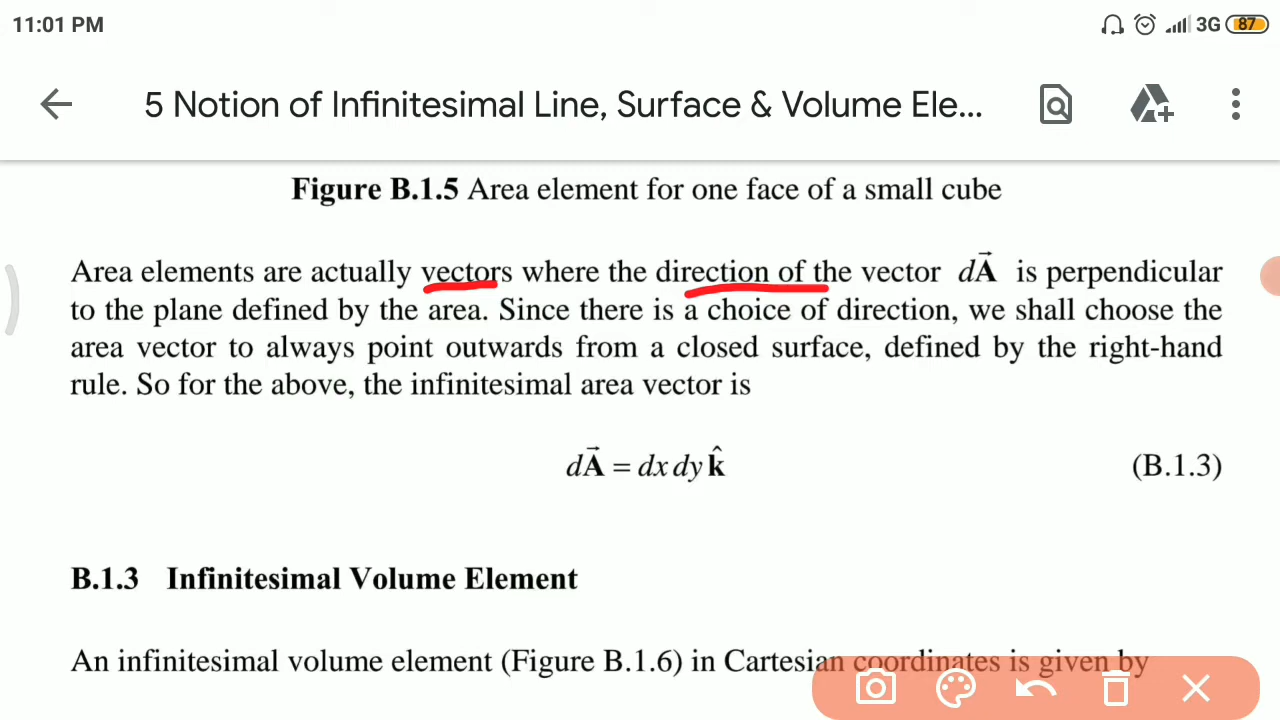 11:01 PM 3G 87
5 Notion of Infinitesimal Line, Surface & Volume Ele...
Figure B.1.5 Area element for one face of a small cube
Area elements are actually vectors where the direction of the vector dA⃗ is perpendicular
to the plane defined by the area. Since there is a choice of direction, we shall choose the
area vector to always point outwards from a closed surface, defined by the right-hand
rule. So for the above, the infinitesimal area vector is
dA⃗ = dx dy k̂ (B.1.3)
B.1.3 Infinitesimal Volume Element
An infinitesimal volume element (Figure B.1.6) in Cartesian coordinates is given by